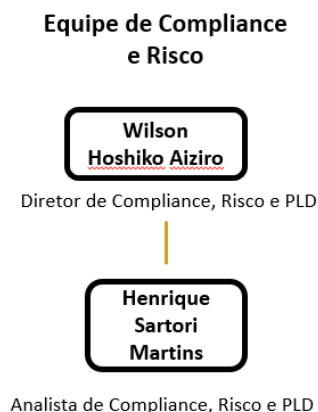 Equipe de Compliance
e Risco
Wilson
Hoshiko Aiziro
Diretor de Compliance, Risco e PLD
Henrique
Sartori
Martins
Analista de Compliance, Risco e PLD